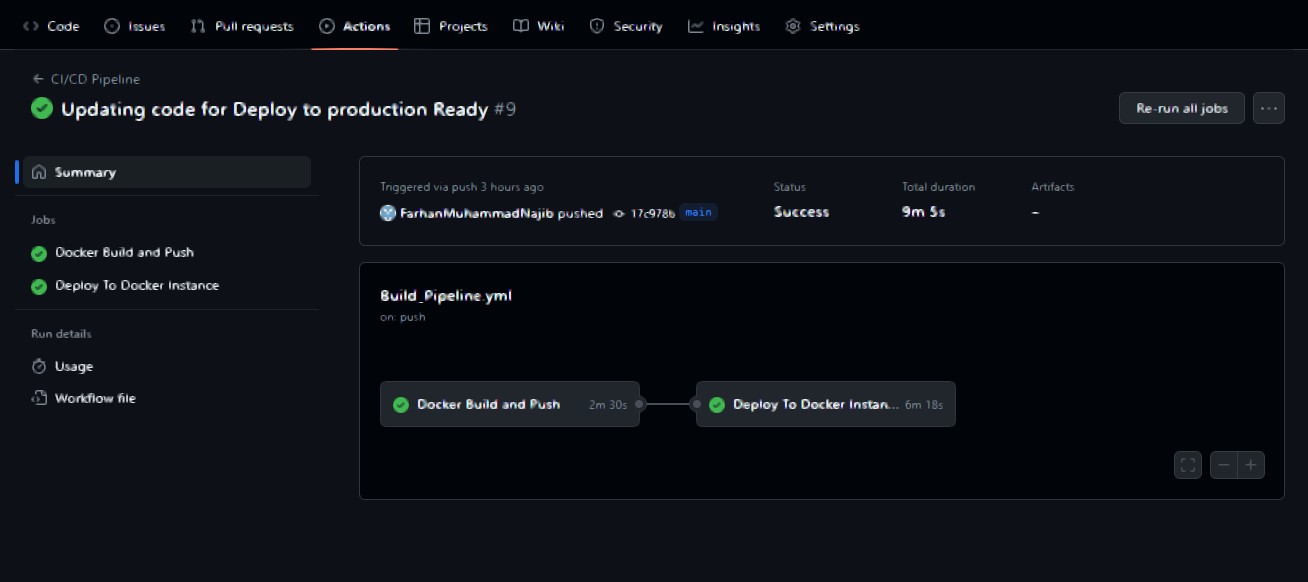 Code Issues Pull requests Actions Projects Wiki Security Insights Settings
← CI/CD Pipeline
Updating code for Deploy to production Ready #9
Re-run all jobs ...
Summary
Jobs
Docker Build and Push
Deploy To Docker Instance
Run details
Usage
Workflow file
Triggered via push 3 hours ago
FarhanMuhammadNajib pushed 17c978b main
Status
Success
Total duration
9m 5s
Artifacts
–
Build_Pipeline.yml
on: push
Docker Build and Push 2m 30s
Deploy To Docker Instan... 6m 18s